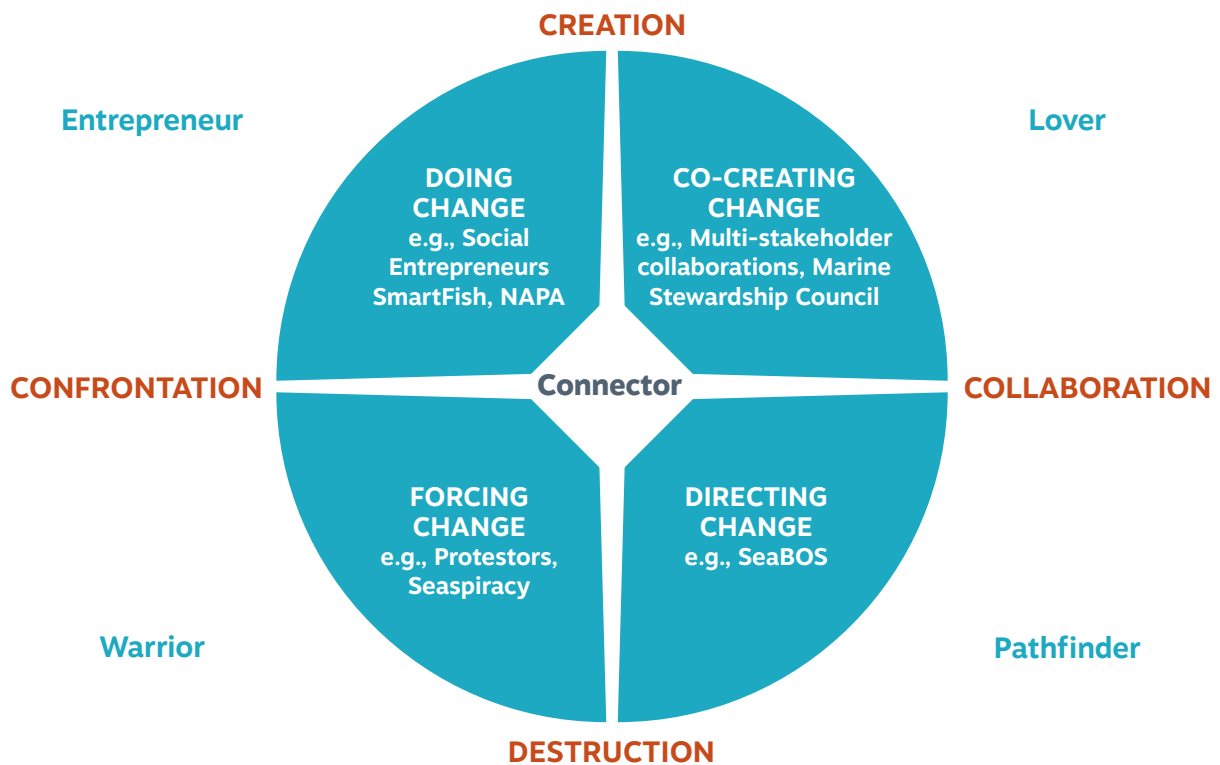 CREATION
Entrepreneur
Lover
DOING
CHANGE
e.g., Social
Entrepreneurs
SmartFish, NAPA
CO-CREATING
CHANGE
e.g., Multi-stakeholder
collaborations, Marine
Stewardship Council
CONFRONTATION
Connector
COLLABORATION
FORCING
CHANGE
e.g., Protestors,
Seaspiracy
DIRECTING
CHANGE
e.g., SeaBOS
Warrior
Pathfinder
DESTRUCTION